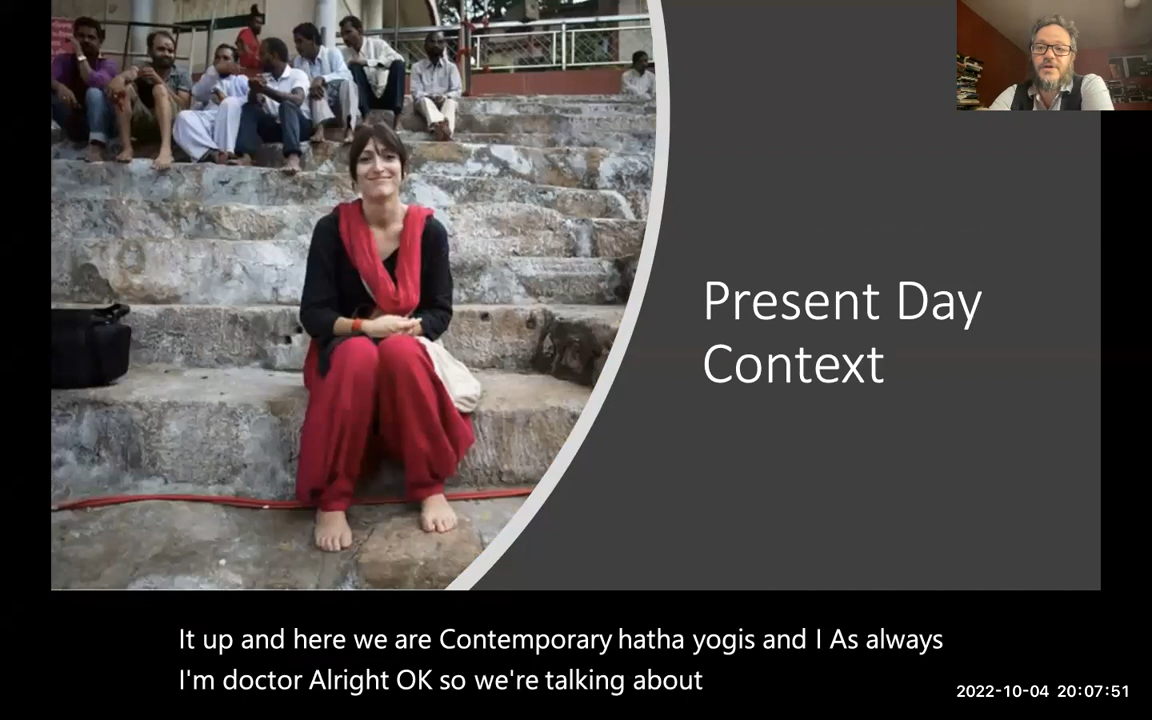 Present Day
Context
It up and here we are Contemporary hatha yogis and I As always
I'm doctor Alright OK so we're talking about
2022-10-04 20:07:51